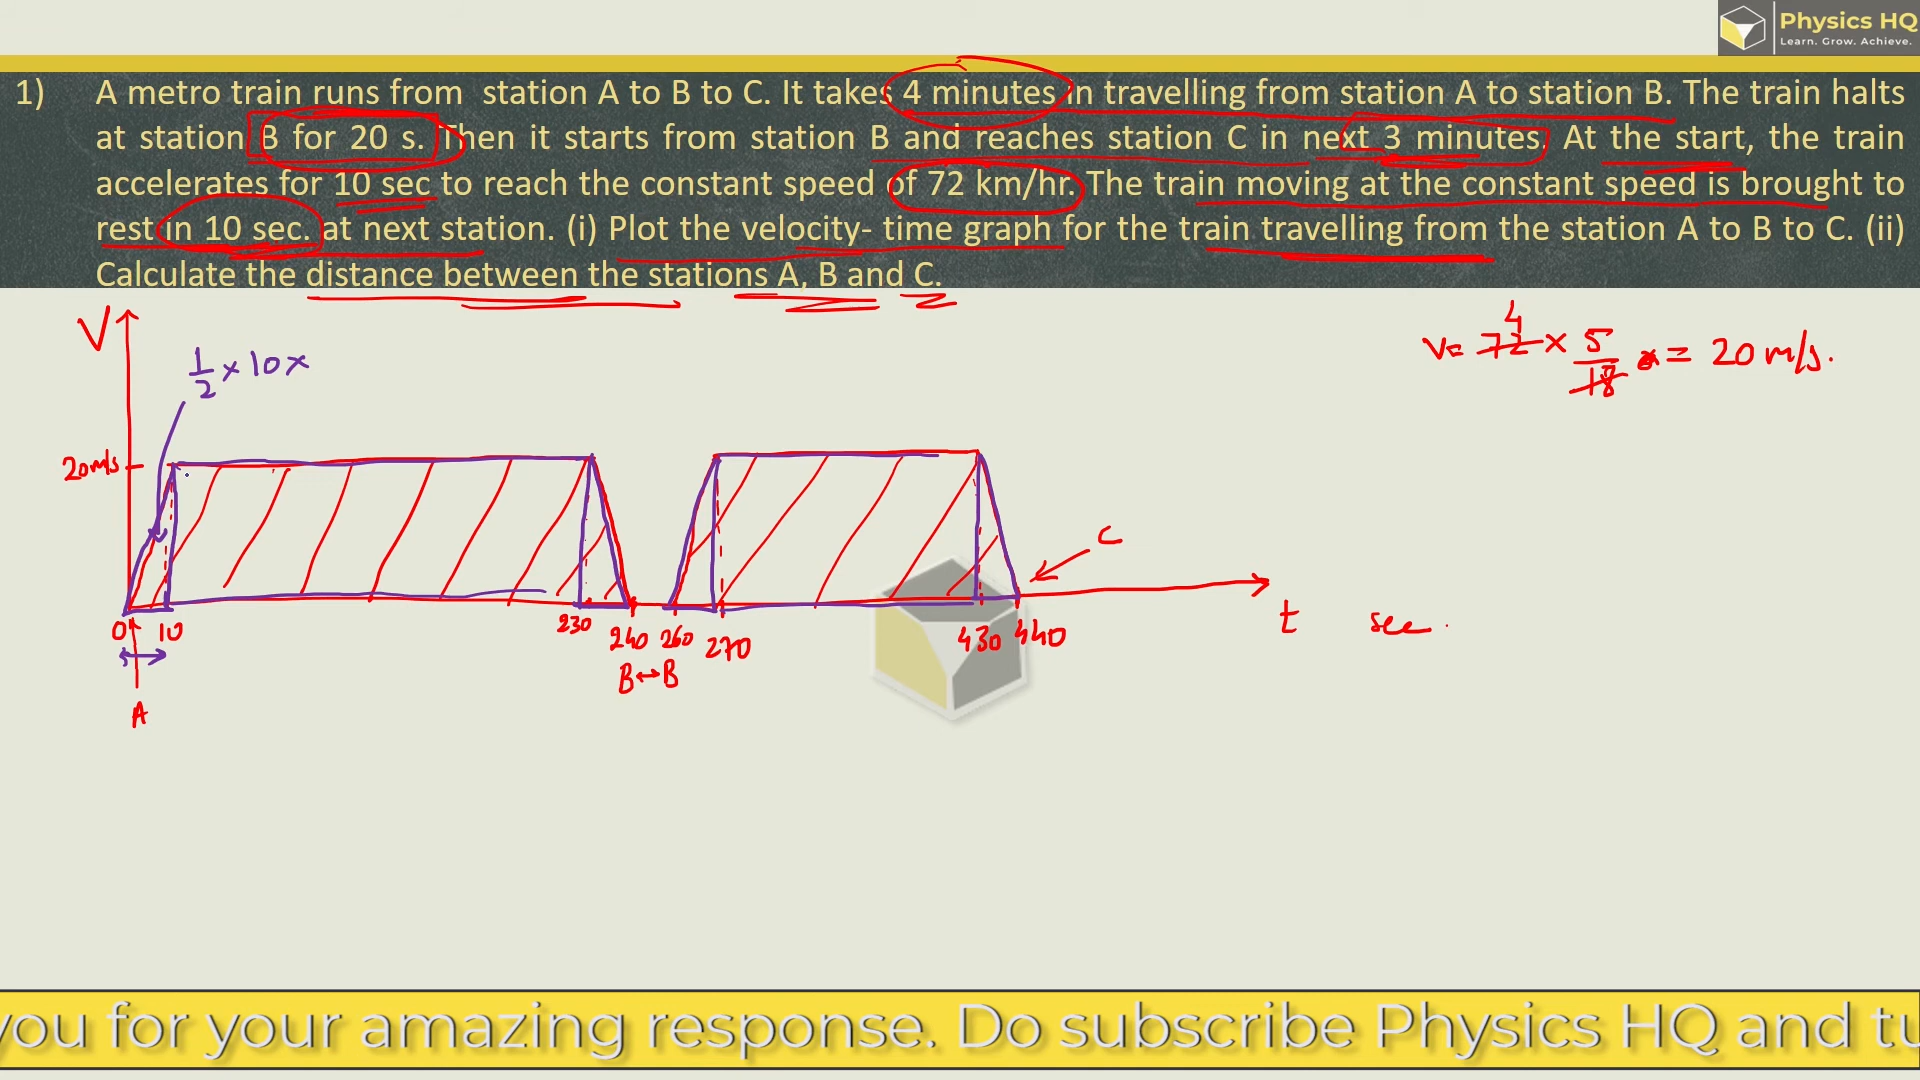 Physics HQ
Learn. Grow. Achieve.
1) A metro train runs from station A to B to C. It takes 4 minutes in travelling from station A to station B. The train halts
at station B for 20 s. Then it starts from station B and reaches station C in next 3 minutes. At the start, the train
accelerates for 10 sec to reach the constant speed of 72 km/hr. The train moving at the constant speed is brought to
rest in 10 sec. at next station. (i) Plot the velocity- time graph for the train travelling from the station A to B to C. (ii)
Calculate the distance between the stations A, B and C.
V
4
V= 72 × 5/18 = 20 m/s.
1/2 × 10 ×
20 m/s
C
0 10 230 240 260 270 430 440 t sec.
B↔B
A
you for your amazing response. Do subscribe Physics HQ and tu